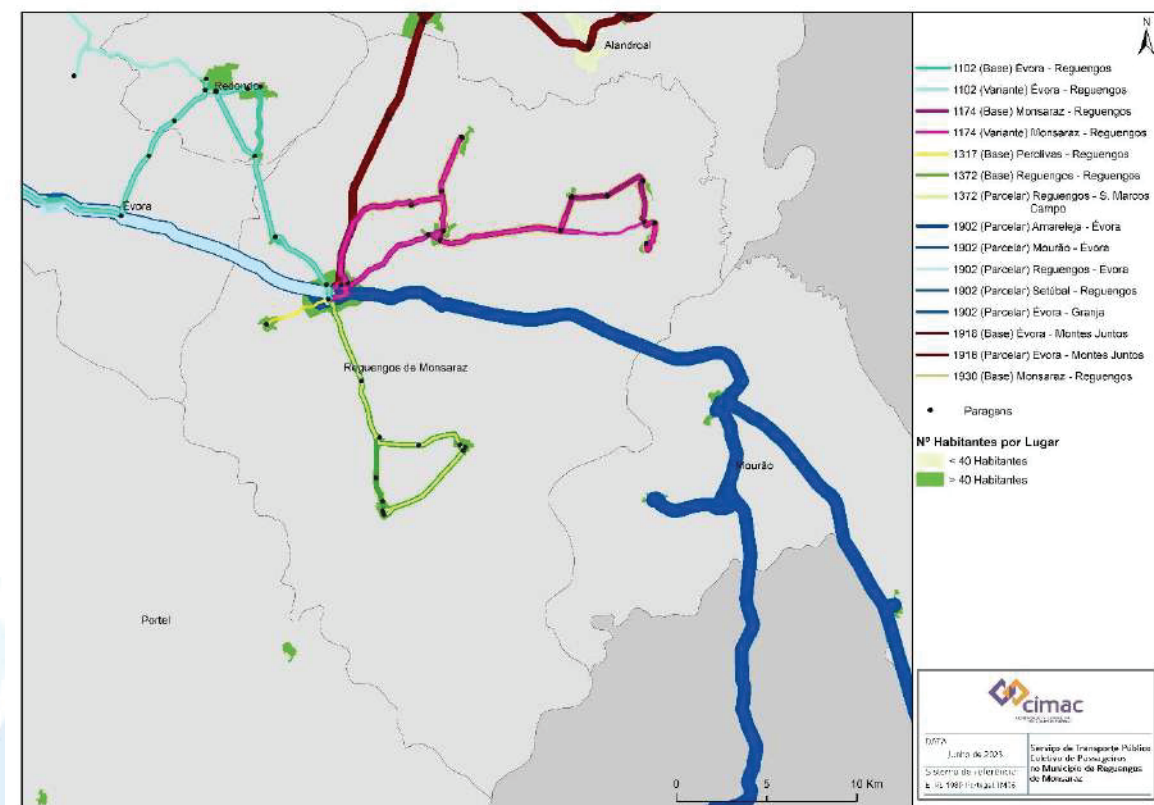 Alandroal
Redondo
Évora
Reguengos de Monsaraz
Mourão
Portel
0 5 10 Km
N
1102 (Base) Évora - Reguengos
1102 (Variante) Évora - Reguengos
1174 (Base) Monsaraz - Reguengos
1174 (Variante) Monsaraz - Reguengos
1317 (Base) Perolivas - Reguengos
1372 (Base) Reguengos - Reguengos
1372 (Parcelar) Reguengos - S. Marcos
Campo
1902 (Parcelar) Amareleja - Évora
1902 (Parcelar) Mourão - Évora
1902 (Parcelar) Reguengos - Évora
1902 (Parcelar) Setúbal - Reguengos
1902 (Parcelar) Évora - Granja
1918 (Base) Évora - Montes Juntos
1918 (Parcelar) Évora - Montes Juntos
1930 (Base) Monsaraz - Reguengos
Paragens
Nº Habitantes por Lugar
< 40 Habitantes
> 40 Habitantes
cimac
DATA
Junho de 2023
Sistema de referência:
Serviço de Transporte Público
Coletivo de Passageiros
no Município de Reguengos
de Monsaraz